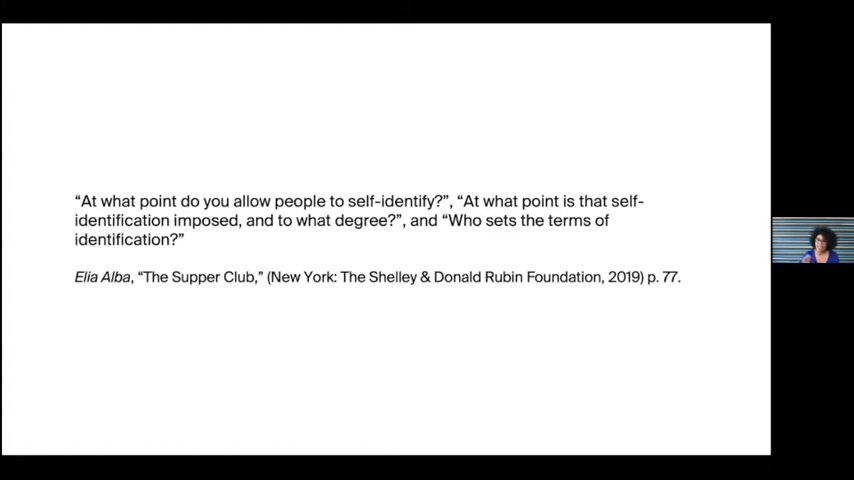 “At what point do you allow people to self-identify?”, “At what point is that self-
identification imposed, and to what degree?”, and “Who sets the terms of
identification?”
Elia Alba, “The Supper Club,” (New York: The Shelley & Donald Rubin Foundation, 2019) p. 77.